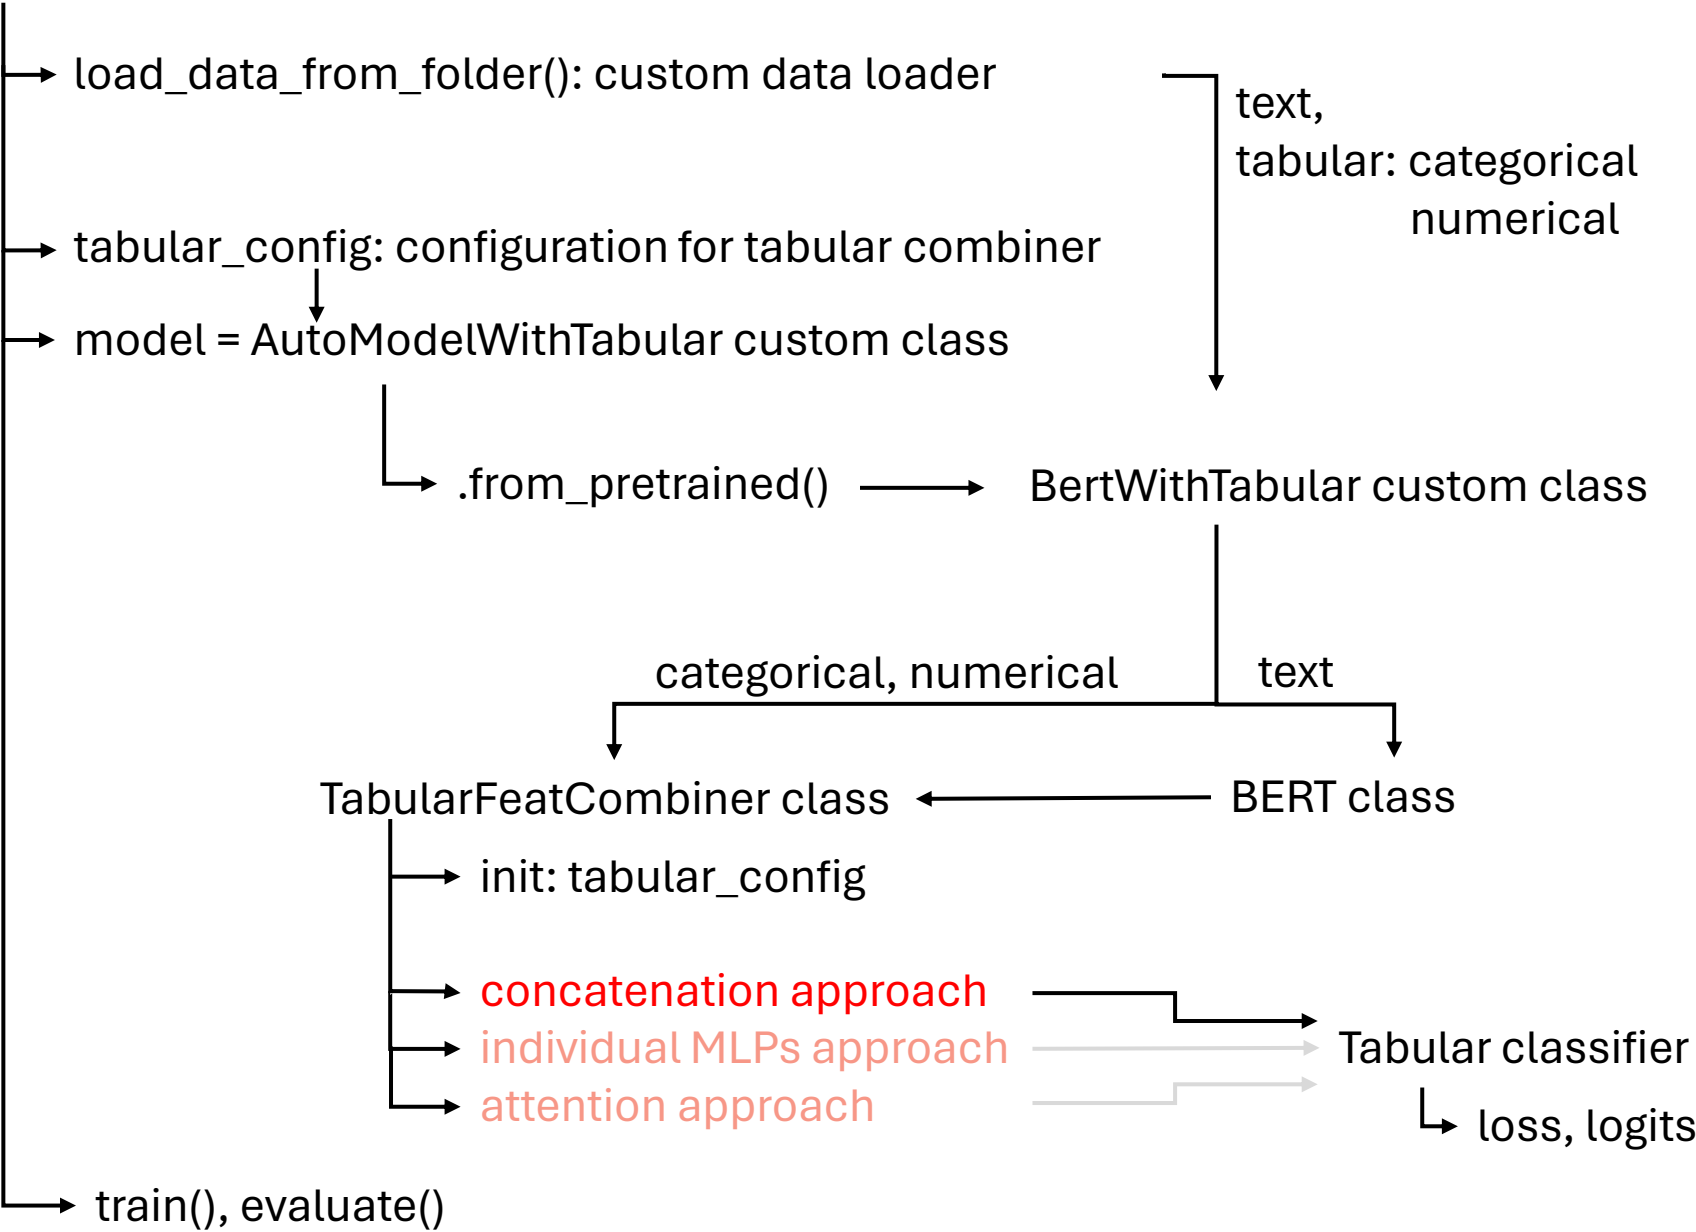 load_data_from_folder(): custom data loader
text,
tabular: categorical
numerical
tabular_config: configuration for tabular combiner
model = AutoModelWithTabular custom class
.from_pretrained()
BertWithTabular custom class
categorical, numerical
text
TabularFeatCombiner class
BERT class
init: tabular_config
concatenation approach
individual MLPs approach
attention approach
Tabular classifier
loss, logits
train(), evaluate()